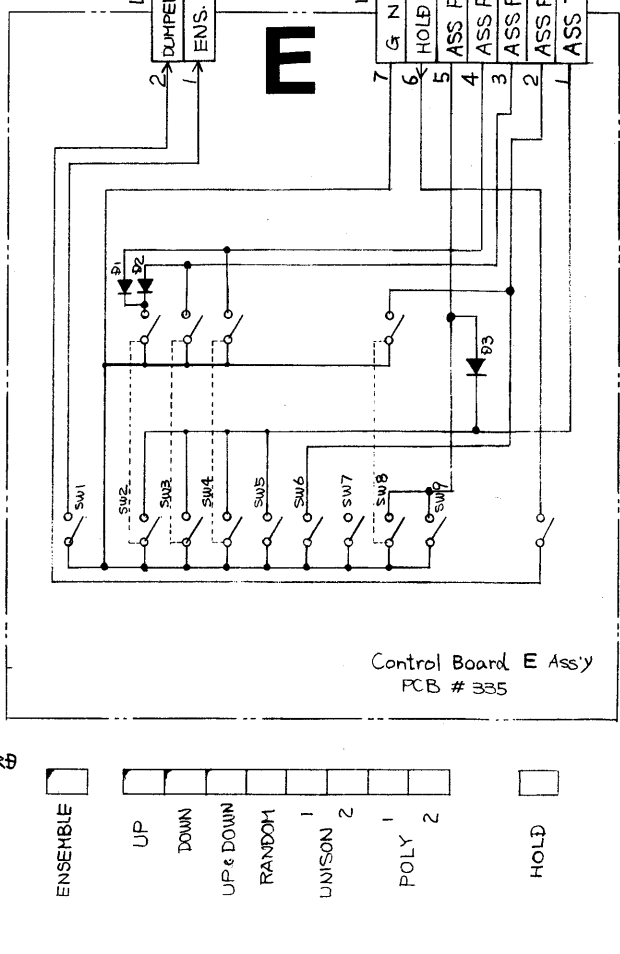 DUMPE
ENS.
G N
HOLD
ASS F
ASS F
ASS F
ASS F
ASS
2
1
7
6
5
4
3
2
1
E
D1
D2
D3
SW1
SW2
SW3
SW4
SW5
SW6
SW7
SW8
SW9
Control Board E Ass'y
PCB # 335
ENSEMBLE
UP
DOWN
UP & DOWN
RANDOM
1
2
UNISON
1
2
POLY
HOLD